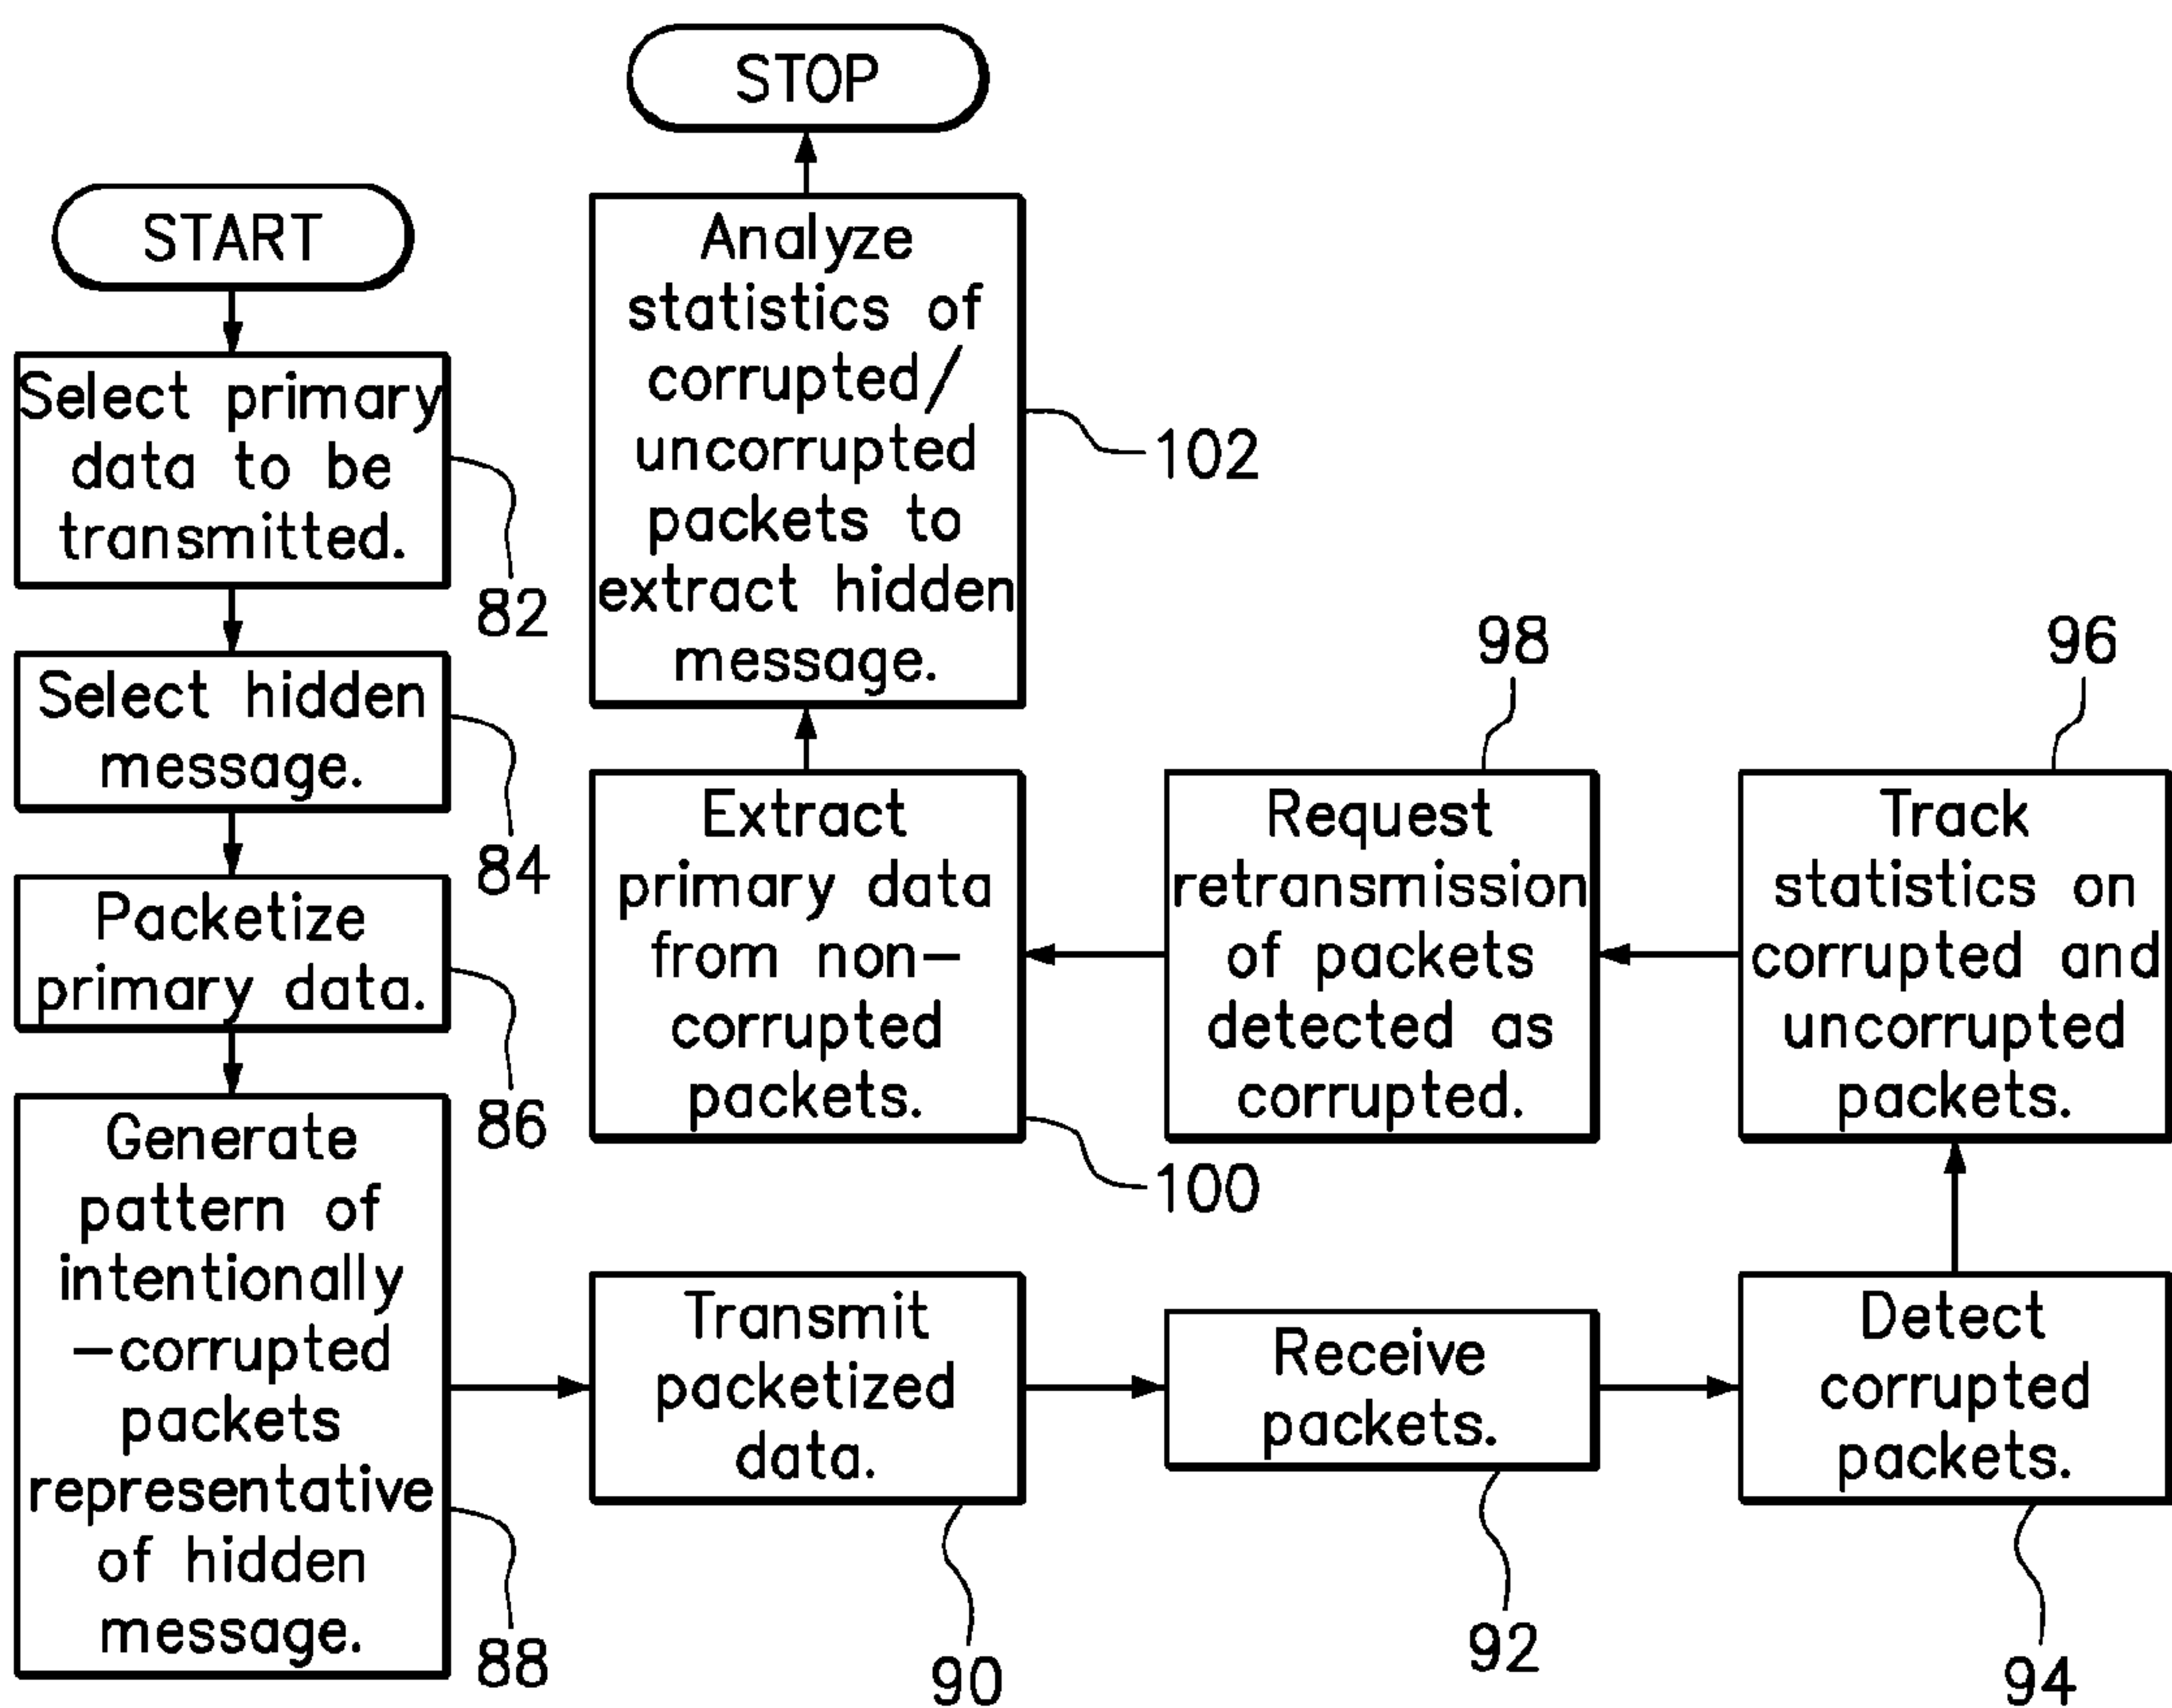 START
Select primary
data to be
transmitted.
82
Select hidden
message.
84
Packetize
primary data.
86
Generate
pattern of
intentionally
-corrupted
packets
representative
of hidden
message.
88
Transmit
packetized
data.
90
Receive
packets.
92
Detect
corrupted
packets.
94
Track
statistics on
corrupted and
uncorrupted
packets.
96
Request
retransmission
of packets
detected as
corrupted.
98
Extract
primary data
from non-
corrupted
packets.
100
Analyze
statistics of
corrupted/
uncorrupted
packets to
extract hidden
message.
102
STOP